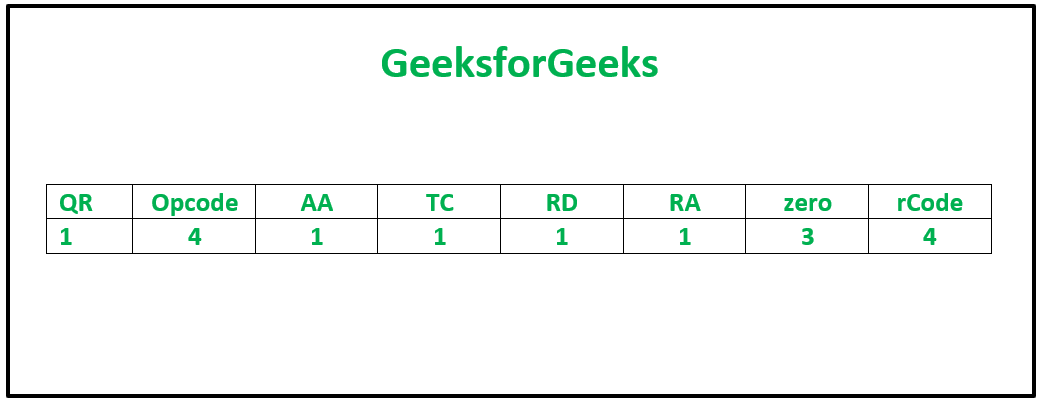 GeeksforGeeks
QR Opcode AA TC RD RA zero rCode
1 4 1 1 1 1 3 4